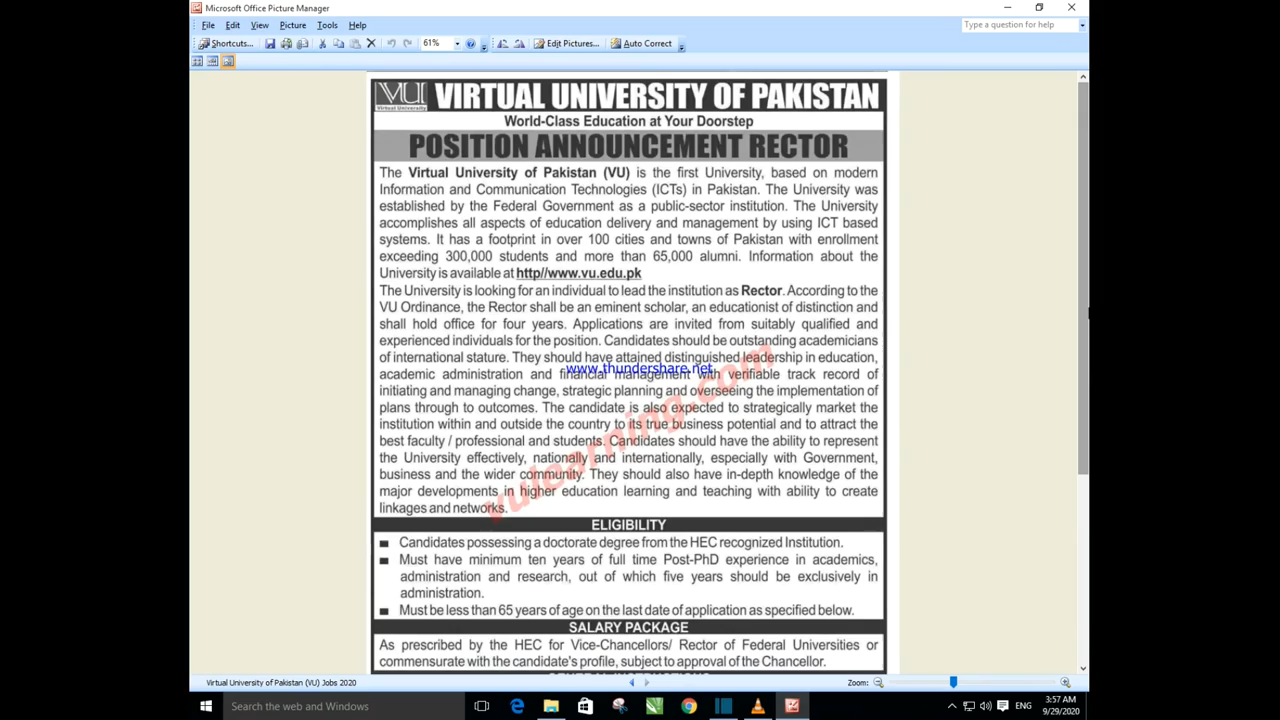 Microsoft Office Picture Manager
File Edit View Picture Tools Help
Type a question for help
Shortcuts... 61% Edit Pictures... Auto Correct
VU VIRTUAL UNIVERSITY OF PAKISTAN
Virtual University
World-Class Education at Your Doorstep
POSITION ANNOUNCEMENT RECTOR
The Virtual University of Pakistan (VU) is the first University, based on modern
Information and Communication Technologies (ICTs) in Pakistan. The University was
established by the Federal Government as a public-sector institution. The University
accomplishes all aspects of education delivery and management by using ICT based
systems. It has a footprint in over 100 cities and towns of Pakistan with enrollment
exceeding 300,000 students and more than 65,000 alumni. Information about the
University is available at http//www.vu.edu.pk
The University is looking for an individual to lead the institution as Rector. According to the
VU Ordinance, the Rector shall be an eminent scholar, an educationist of distinction and
shall hold office for four years. Applications are invited from suitably qualified and
experienced individuals for the position. Candidates should be outstanding academicians
of international stature. They should have attained distinguished leadership in education,
www.thundershare.net
academic administration and financial management with verifiable track record of
initiating and managing change, strategic planning and overseeing the implementation of
plans through to outcomes. The candidate is also expected to strategically market the
institution within and outside the country to its true business potential and to attract the
best faculty / professional and students. Candidates should have the ability to represent
the University effectively, nationally and internationally, especially with Government,
business and the wider community. They should also have in-depth knowledge of the
major developments in higher education learning and teaching with ability to create
linkages and networks.
vulearning.com
ELIGIBILITY
Candidates possessing a doctorate degree from the HEC recognized Institution.
Must have minimum ten years of full time Post-PhD experience in academics,
administration and research, out of which five years should be exclusively in
administration.
Must be less than 65 years of age on the last date of application as specified below.
SALARY PACKAGE
As prescribed by the HEC for Vice-Chancellors/ Rector of Federal Universities or
commensurate with the candidate's profile, subject to approval of the Chancellor.
Virtual University of Pakistan (VU) Jobs 2020
Zoom:
Search the web and Windows
ENG
3:57 AM
9/29/2020